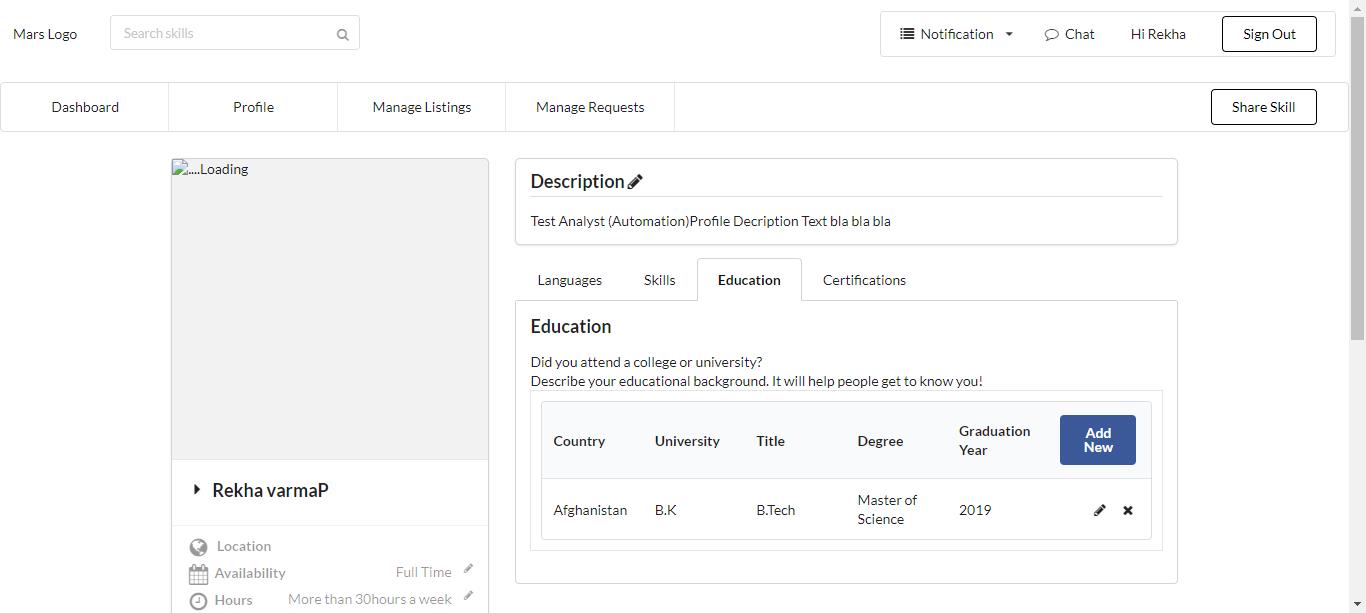 Mars Logo
Search skills
Notification
Chat
Hi Rekha
Sign Out
Dashboard
Profile
Manage Listings
Manage Requests
Share Skill
....Loading
Rekha varmaP
Location
Availability
Full Time
Hours
More than 30hours a week
Description
Test Analyst (Automation)Profile Decription Text bla bla bla
Languages
Skills
Education
Certifications
Education
Did you attend a college or university?
Describe your educational background. It will help people get to know you!
Country
University
Title
Degree
Graduation
Year
Add
New
Afghanistan
B.K
B.Tech
Master of
Science
2019